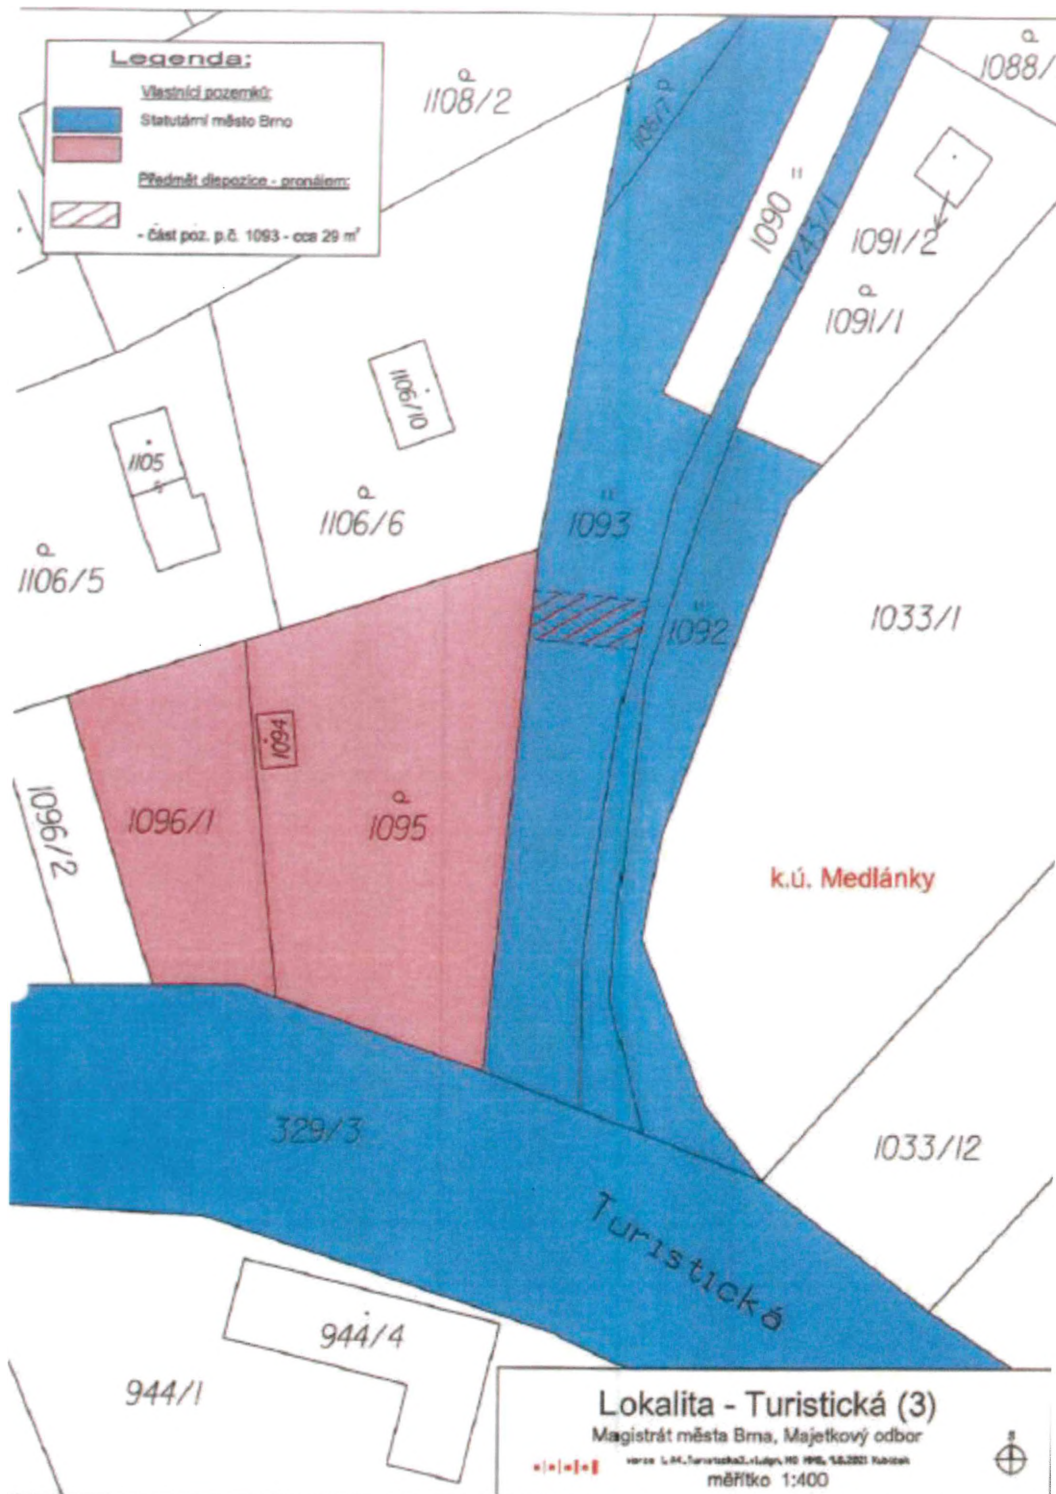 Legenda:
Vlastníci pozemků:
Statutární město Brno
Předmět dispozice - pronájem:
- část poz. p.č. 1093 - cca 29 m²
1108/2
1088/
1106/7
1090
1243/1
1091/2
1091/1
1106/10
1105
1106/6
1093
1106/5
1092
1033/1
1094
1096/2
1096/1
1095
k.ú. Medlánky
329/3
1033/12
Turistická
944/4
944/1
Lokalita - Turistická (3)
Magistrát města Brna, Majetkový odbor
měřítko 1:400